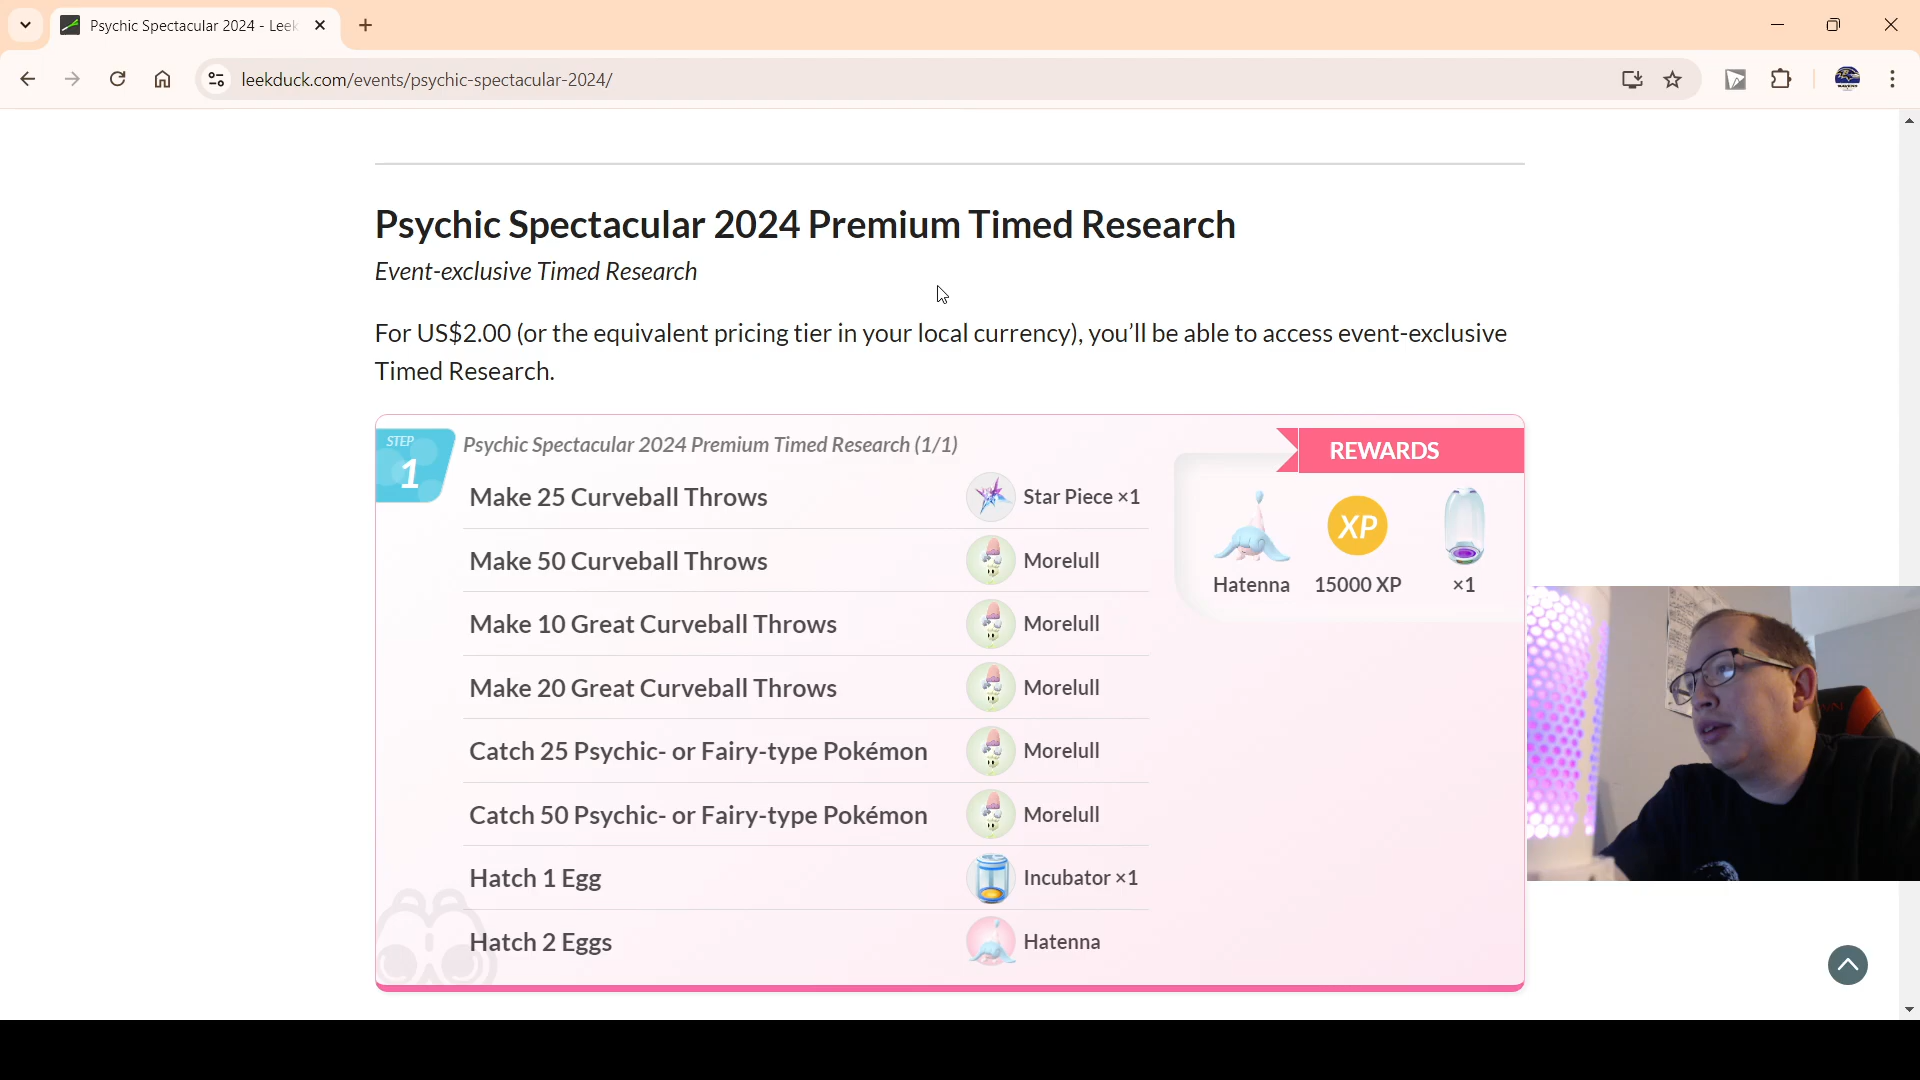 Psychic Spectacular 2024 - Leek
leekduck.com/events/psychic-spectacular-2024/
Psychic Spectacular 2024 Premium Timed Research
Event-exclusive Timed Research
For US$2.00 (or the equivalent pricing tier in your local currency), you’ll be able to access event-exclusive
Timed Research.
STEP
1
Psychic Spectacular 2024 Premium Timed Research (1/1)
Make 25 Curveball Throws Star Piece ×1
Make 50 Curveball Throws Morelull
Make 10 Great Curveball Throws Morelull
Make 20 Great Curveball Throws Morelull
Catch 25 Psychic- or Fairy-type Pokémon Morelull
Catch 50 Psychic- or Fairy-type Pokémon Morelull
Hatch 1 Egg Incubator ×1
Hatch 2 Eggs Hatenna
REWARDS
XP
Hatenna 15000 XP ×1